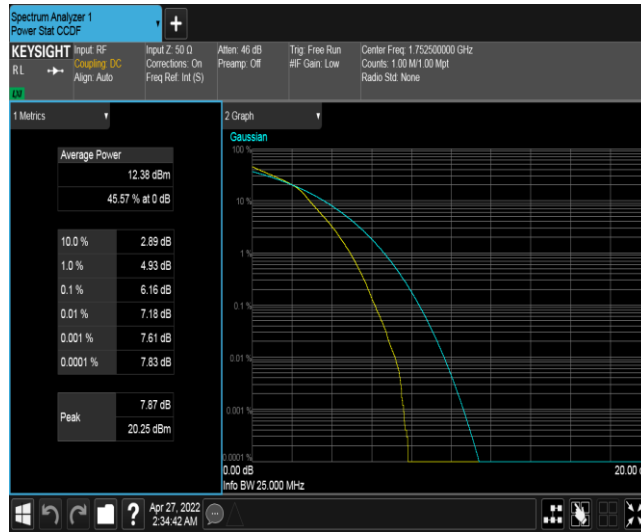 Spectrum Analyzer 1
Power Stat CCDF
KEYSIGHT
RL
LXI
Input: RF
Coupling: DC
Align: Auto
Input Z: 50 Ω
Corrections: On
Freq Ref: Int (S)
Atten: 46 dB
Preamp: Off
Trig: Free Run
#IF Gain: Low
Center Freq: 1.752500000 GHz
Counts: 1.00 M/1.00 Mpt
Radio Std: None
1 Metrics
Average Power
12.38 dBm
45.57 % at 0 dB
10.0 % 2.89 dB
1.0 % 4.93 dB
0.1 % 6.16 dB
0.01 % 7.18 dB
0.001 % 7.61 dB
0.0001 % 7.83 dB
Peak
7.87 dB
20.25 dBm
2 Graph
Gaussian
100 %
10 %
1 %
0.1 %
0.01 %
0.001 %
0.0001 %
0.00 dB
20.00
Info BW 25.000 MHz
Apr 27, 2022
2:34:42 AM